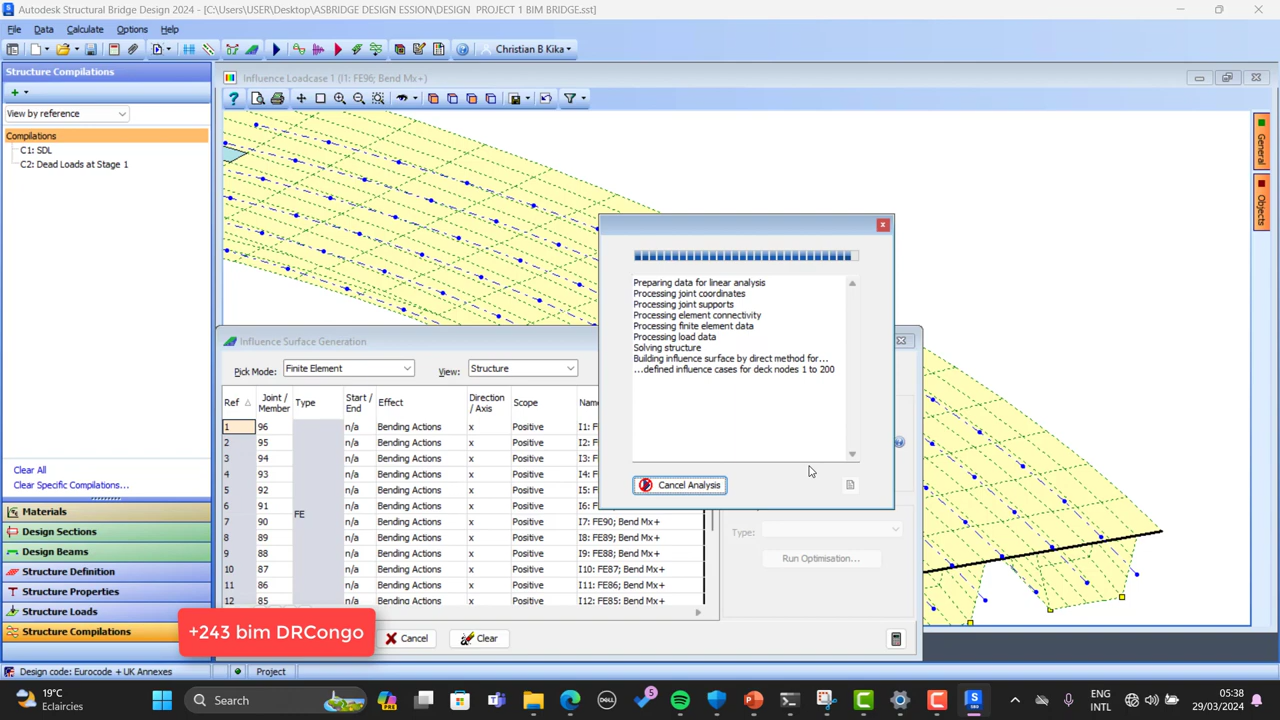 Autodesk Structural Bridge Design 2024 - [C:\Users\USER\Desktop\ASBRIDGE DESIGN ESSION\DESIGN  PROJECT 1 BIM BRIDGE.sst]
File Data Calculate Options Help
Christian B Kika
Structure Compilations
Influence Loadcase 1 (I1: FE96; Bend Mx+)
View by reference
Compilations
C1: SDL
C2: Dead Loads at Stage 1
General
Influence
Preparing data for linear analysis
Processing joint coordinates
Processing joint supports
Processing element connectivity
Processing finite element data
Processing load data
Solving structure
Building influence surface by direct method for...
...defined influence cases for deck nodes 1 to 200
Cancel Analysis
Influence Surface Generation
Pick Mode: Finite Element View: Structure
Ref Joint / Member Type Start / End Effect Direction / Axis Scope Name
1 96 n/a Bending Actions x Positive I1: F
2 95 n/a Bending Actions x Positive I2: F
3 94 n/a Bending Actions x Positive I3: F
4 93 n/a Bending Actions x Positive I4: F
5 92 n/a Bending Actions x Positive I5: F
6 91 n/a Bending Actions x Positive I6: F
7 90 FE n/a Bending Actions x Positive I7: FE90; Bend Mx+
8 89 n/a Bending Actions x Positive I8: FE89; Bend Mx+
9 88 n/a Bending Actions x Positive I9: FE88; Bend Mx+
10 87 n/a Bending Actions x Positive I10: FE87; Bend Mx+
11 86 n/a Bending Actions x Positive I11: FE86; Bend Mx+
12 85 n/a Bending Actions x Positive I12: FE85; Bend Mx+
Type:
Run Optimisation...
Cancel Clear
Clear All
Clear Specific Compilations...
Materials
Design Sections
Design Beams
Structure Definition
Structure Properties
Structure Loads
Structure Compilations
+243 bim DRCongo
Design code: Eurocode + UK Annexes Project
19°C
Eclaircies
Search
PRE
5
ENG
INTL
05:38
29/03/2024